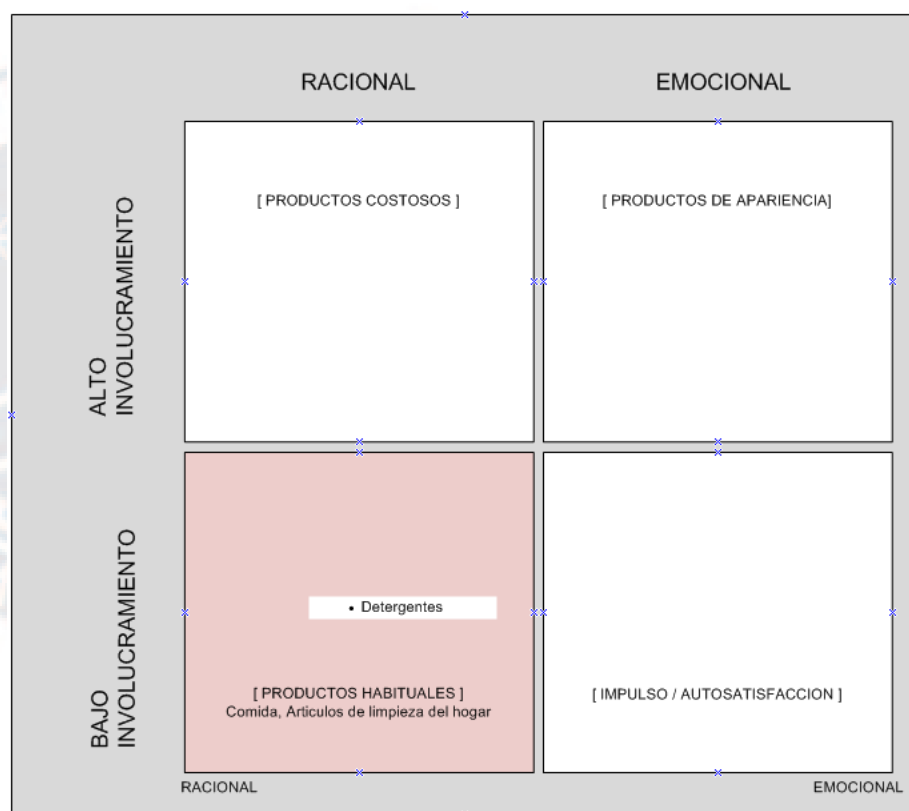 RACIONAL
EMOCIONAL
ALTO
INVOLUCRAMIENTO
[ PRODUCTOS COSTOSOS ]
[ PRODUCTOS DE APARIENCIA]
BAJO
INVOLUCRAMIENTO
• Detergentes
[ PRODUCTOS HABITUALES ]
Comida, Articulos de limpieza del hogar
[ IMPULSO / AUTOSATISFACCION ]
RACIONAL
EMOCIONAL